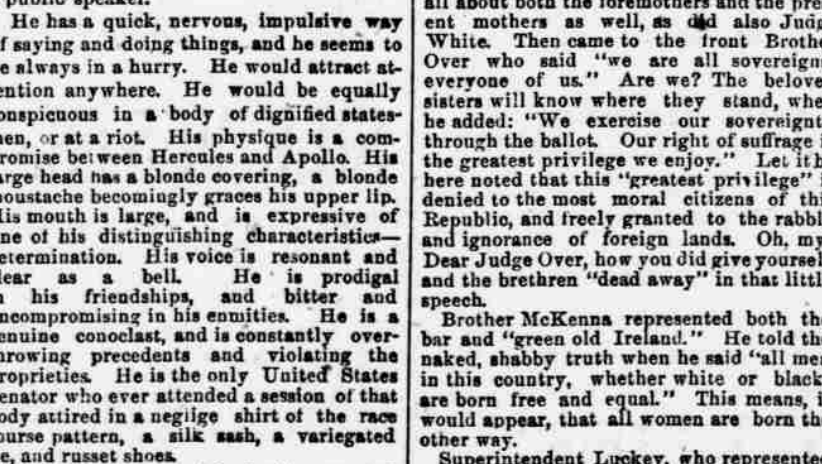 public speaker.
He has a quick, nervous, impulsive way
f saying and doing things, and he seems to
e always in a hurry. He would attract at-
ention anywhere. He would be equally
onspicuous in a body of dignified states-
nen, or at a riot. His physique is a com-
romise between Hercules and Apollo. His
arge head has a blonde covering, a blonde
noustache becomingly graces his upper lip.
His mouth is large, and is expressive of
ne of his distinguishing characteristics—
etermination. His voice is resonant and
lear as a bell. He is prodigal
n his friendships, and bitter and
ncompromising in his enmities. He is a
enuine conoclast, and is constantly over-
hrowing precedents and violating the
roprieties. He is the only United States
enator who ever attended a session of that
ody attired in a neglige shirt of the race
ourse pattern, a silk sash, a variegated
e, and russet shoes.
all about both the foremothers and the pre
ent mothers as well, as did also Judg
White. Then came to the front Brothe
Over who said "we are all sovereign
everyone of us." Are we? The belove
sisters will know where they stand, whe
he added: "We exercise our sovereignt
through the ballot. Our right of suffrage i
the greatest privilege we enjoy." Let it b
here noted that this "greatest privilege" i
denied to the most moral citizens of thi
Republic, and freely granted to the rabbl
and ignorance of foreign lands. Oh, my
Dear Judge Over, how you did give yoursel
and the brethren "dead away" in that littl
speech.
Brother McKenna represented both th
bar and "green old Ireland." He told th
naked, shabby truth when he said "all me
in this country, whether white or black
are born free and equal." This means, i
would appear, that all women are born th
other way.
Superintendent Luckey, who represented